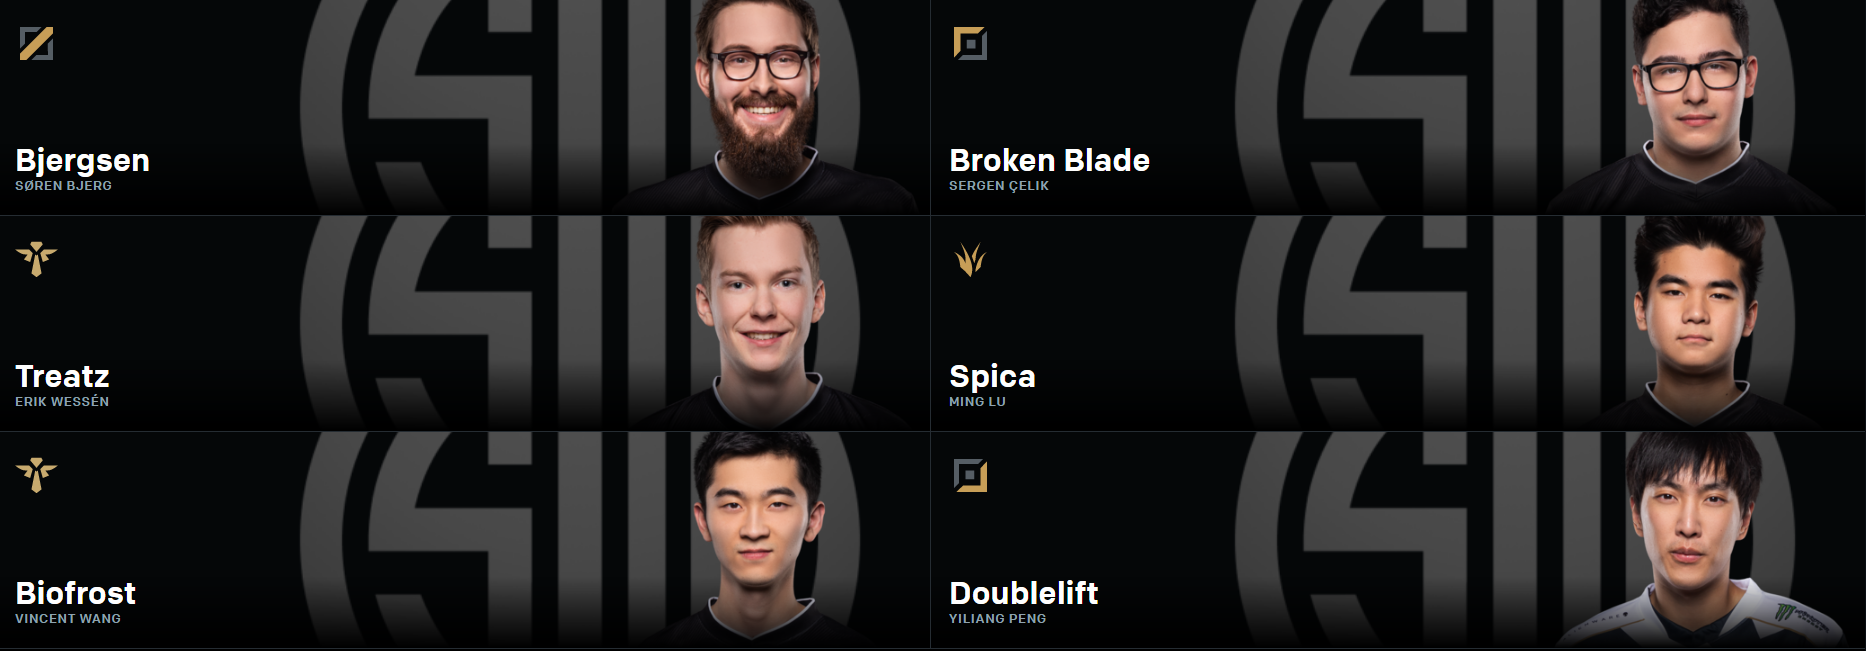 Bjergsen
SØREN BJERG
Broken Blade
SERGEN ÇELIK
Treatz
ERIK WESSÉN
Spica
MING LU
Biofrost
VINCENT WANG
Doublelift
YILIANG PENG